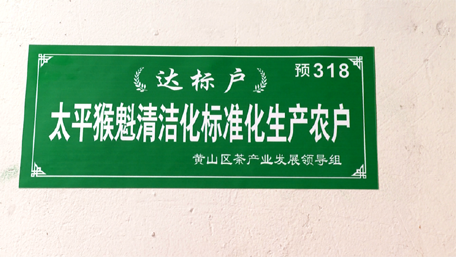 达标户
预318
太平猴魁清洁化标准化生产农户
黄山区茶产业发展领导组